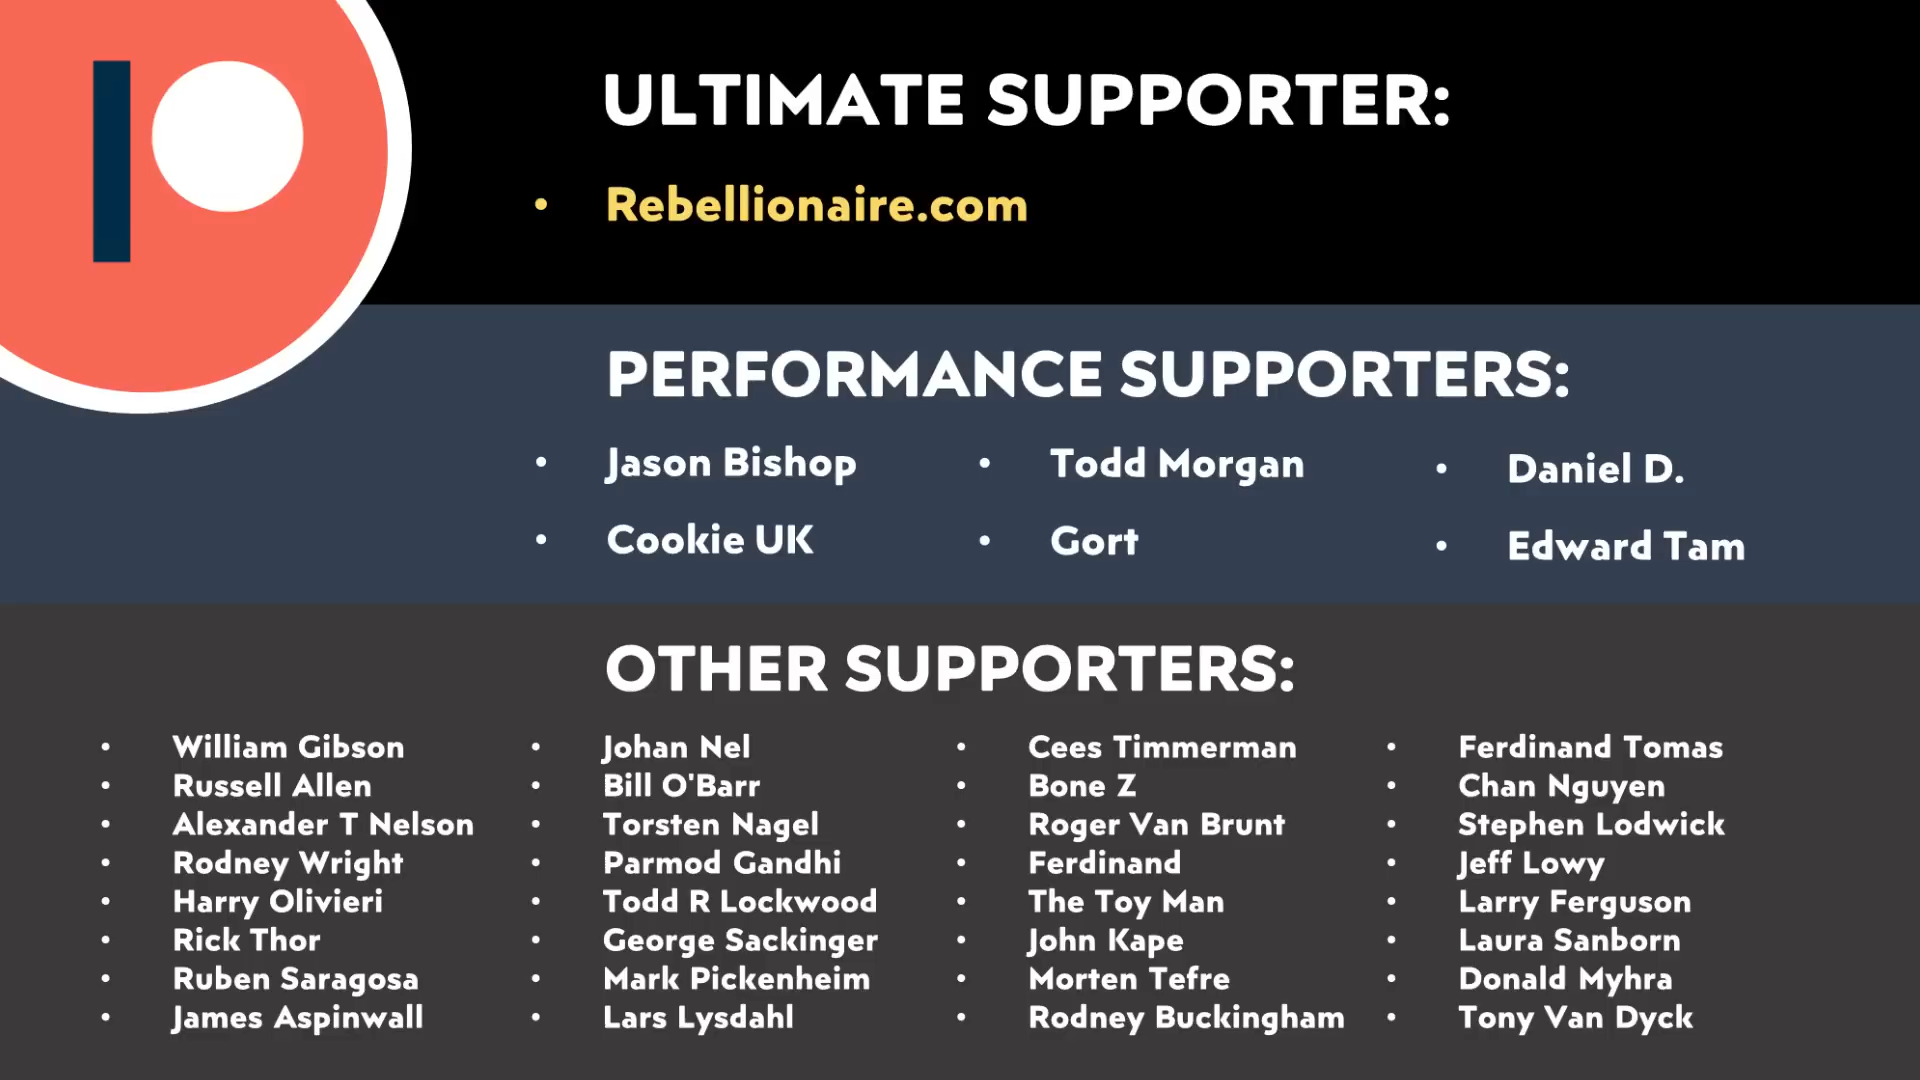 ULTIMATE SUPPORTER:
• Rebellionaire.com
PERFORMANCE SUPPORTERS:
• Jason Bishop
• Cookie UK
• Todd Morgan
• Gort
• Daniel D.
• Edward Tam
OTHER SUPPORTERS:
• William Gibson
• Russell Allen
• Alexander T Nelson
• Rodney Wright
• Harry Olivieri
• Rick Thor
• Ruben Saragosa
• James Aspinwall
• Johan Nel
• Bill O'Barr
• Torsten Nagel
• Parmod Gandhi
• Todd R Lockwood
• George Sackinger
• Mark Pickenheim
• Lars Lysdahl
• Cees Timmerman
• Bone Z
• Roger Van Brunt
• Ferdinand
• The Toy Man
• John Kape
• Morten Tefre
• Rodney Buckingham
• Ferdinand Tomas
• Chan Nguyen
• Stephen Lodwick
• Jeff Lowy
• Larry Ferguson
• Laura Sanborn
• Donald Myhra
• Tony Van Dyck